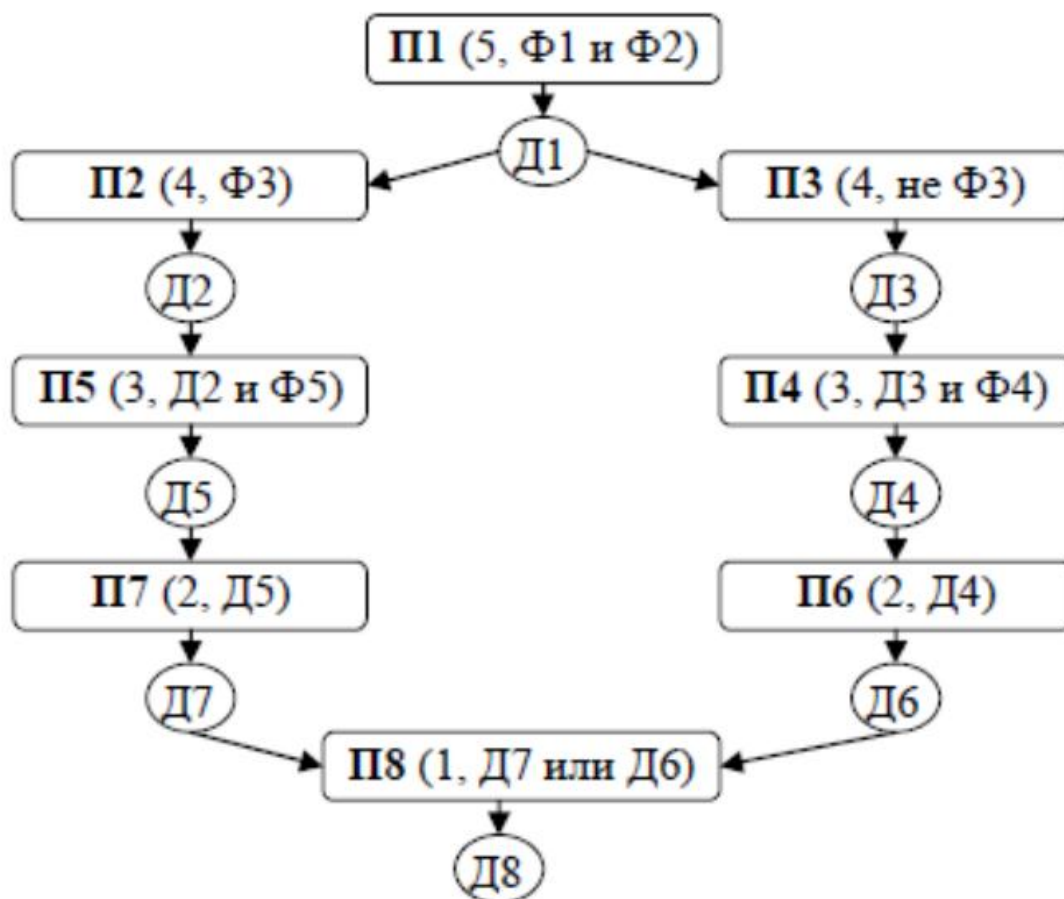 П1 (5, Ф1 и Ф2)
Д1
П2 (4, Ф3)
П3 (4, не Ф3)
Д2
Д3
П5 (3, Д2 и Ф5)
П4 (3, Д3 и Ф4)
Д5
Д4
П7 (2, Д5)
П6 (2, Д4)
Д7
Д6
П8 (1, Д7 или Д6)
Д8